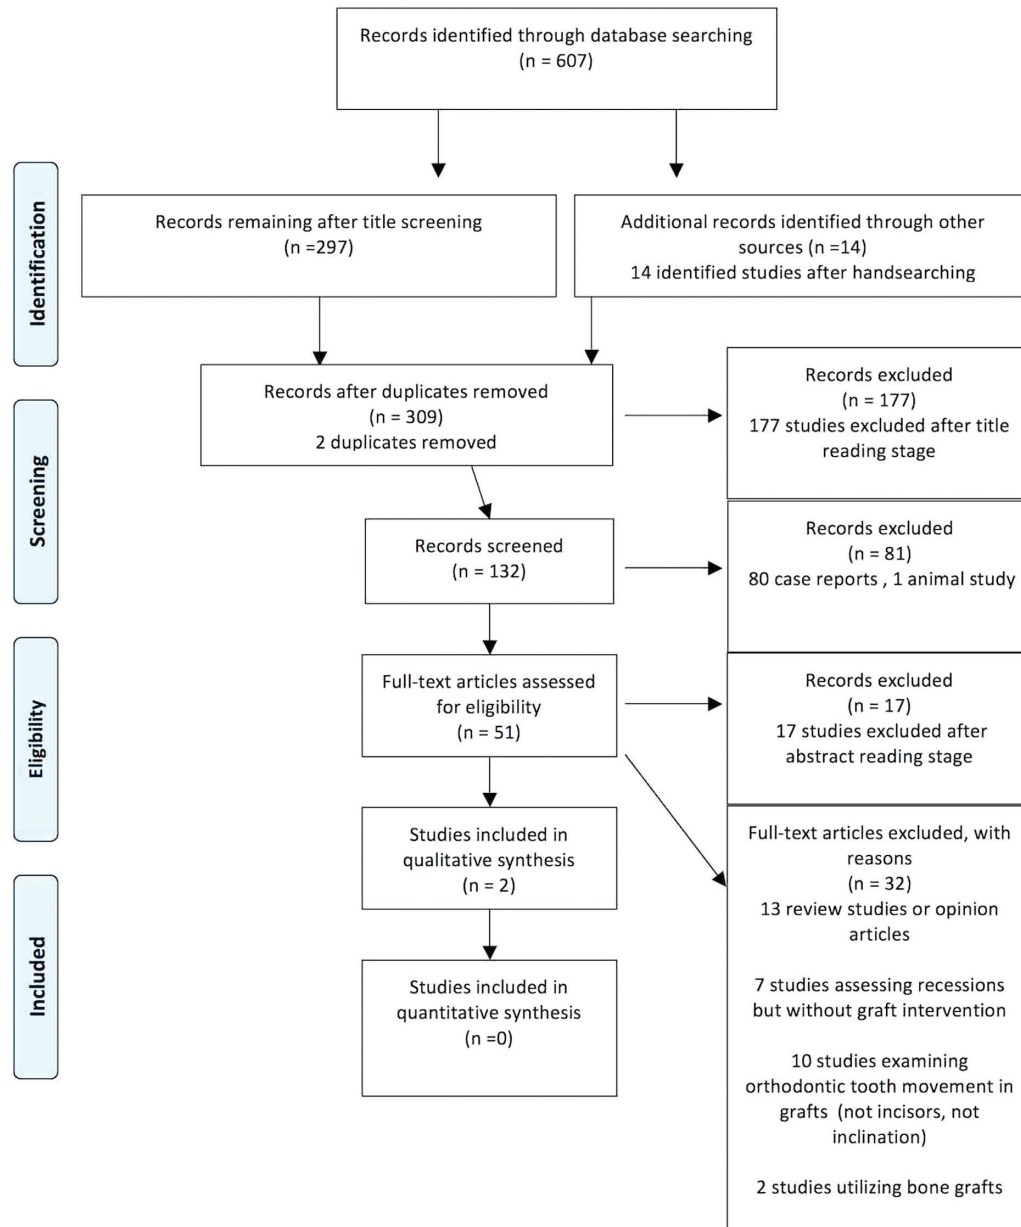 Records identified through database searching
(n = 607)
Identification
Records remaining after title screening
(n =297)
Additional records identified through other
sources (n =14)
14 identified studies after handsearching
Records after duplicates removed
(n = 309)
2 duplicates removed
Records excluded
(n = 177)
177 studies excluded after title
reading stage
Screening
Records screened
(n = 132)
Records excluded
(n = 81)
80 case reports , 1 animal study
Eligibility
Full-text articles assessed
for eligibility
(n = 51)
Records excluded
(n = 17)
17 studies excluded after
abstract reading stage
Studies included in
qualitative synthesis
(n = 2)
Full-text articles excluded, with
reasons
(n = 32)
13 review studies or opinion
articles
7 studies assessing recessions
but without graft intervention
10 studies examining
orthodontic tooth movement in
grafts (not incisors, not
inclination)
2 studies utilizing bone grafts
Included
Studies included in
quantitative synthesis
(n =0)